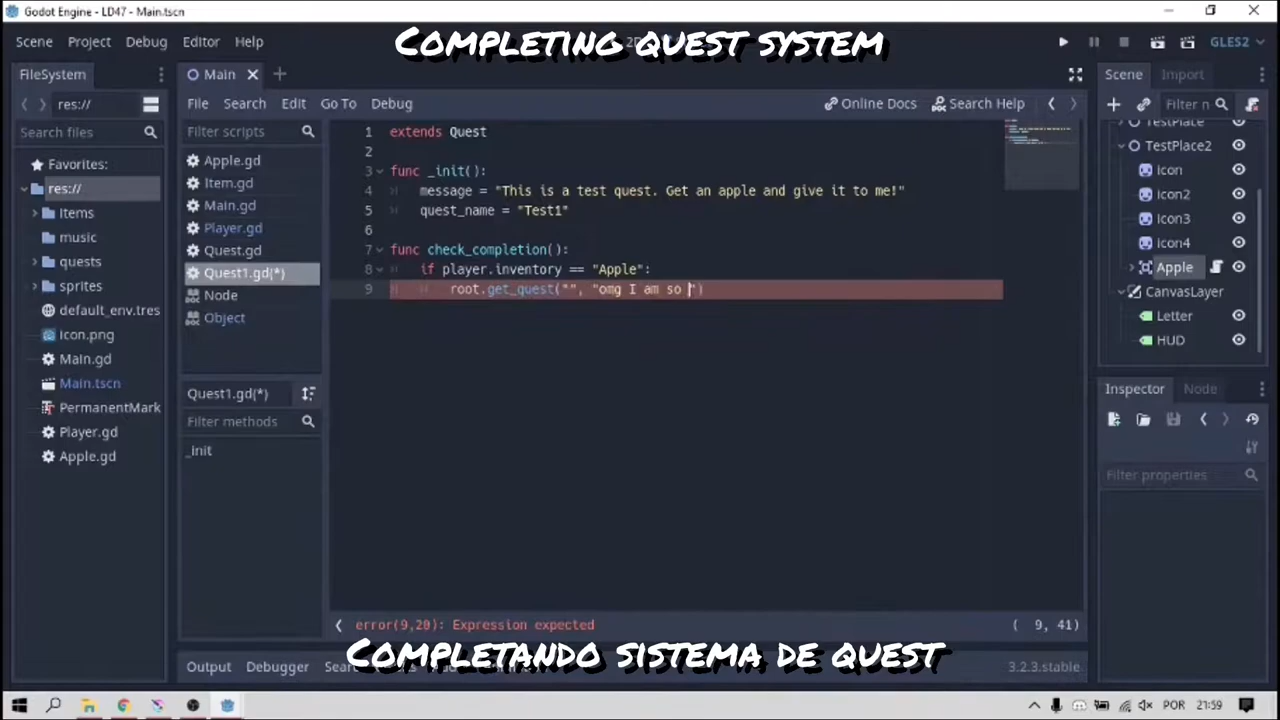 Godot Engine - LD47 - Main.tscn
Completing quest system
Scene Project Debug Editor Help
GLES2
FileSystem
Main
Scene Import
res://
File Search Edit Go To Debug
Online Docs
Search Help
Filter n
Search files
Filter scripts
Favorites:
res://
Items
music
quests
sprites
default_env.tres
icon.png
Main.gd
Main.tscn
PermanentMark
Player.gd
Apple.gd
Apple.gd
Item.gd
Main.gd
Player.gd
Quest.gd
Quest1.gd(*)
Node
Object
Quest1.gd(*)
Filter methods
_init
1 extends Quest
2
3 func _init():
4 message = "This is a test quest. Get an apple and give it to me!"
5 quest_name = "Test1"
6
7 func check_completion():
8 if player.inventory == "Apple":
9 root.get_quest("", "omg I am so ")
error(9,20): Expression expected
( 9, 41)
TestPlace
TestPlace2
Icon
Icon2
Icon3
Icon4
Apple
CanvasLayer
Letter
HUD
Inspector Node
Filter properties
Completando sistema de quest
Output Debugger Sear
3.2.3.stable
POR 21:59